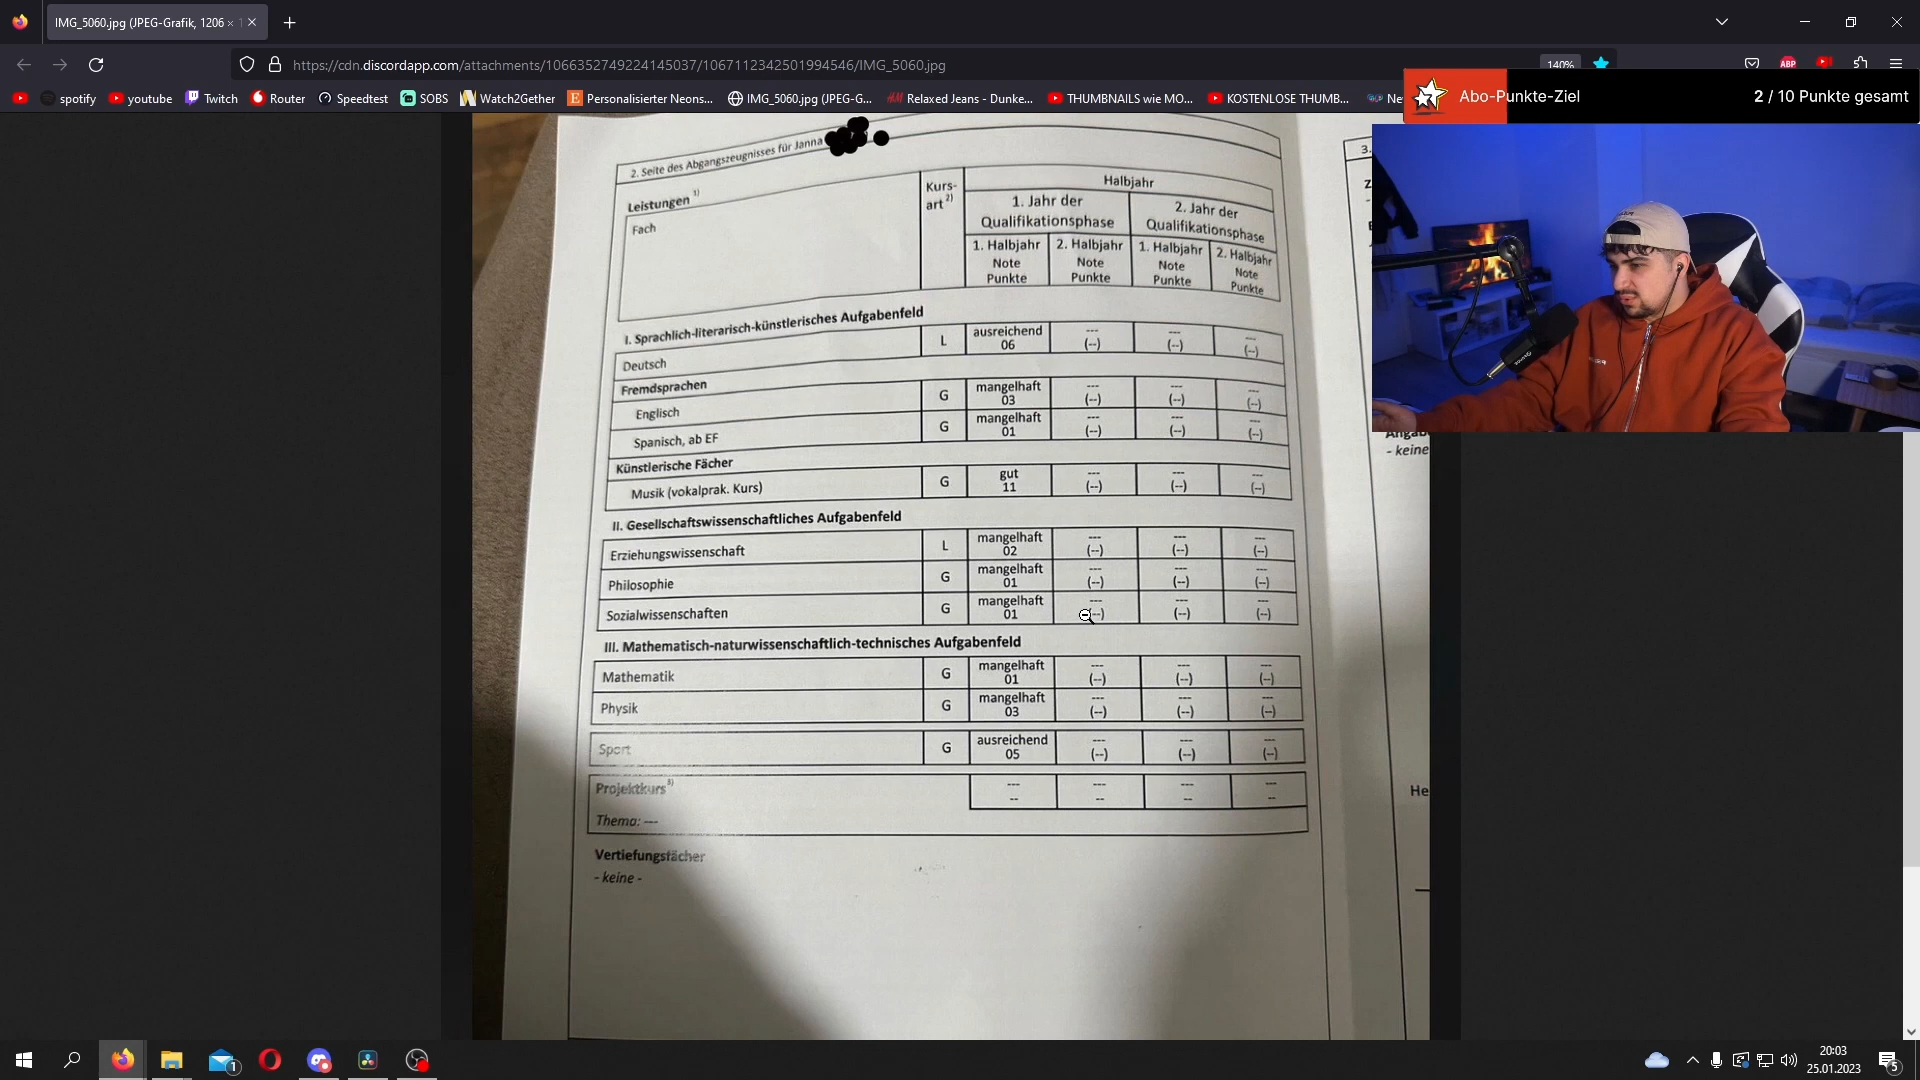 IMG_5060.jpg (JPEG-Grafik, 1206 × 1
https://cdn.discordapp.com/attachments/1066352749224145037/1067112342501994546/IMG_5060.jpg
140%
ABP
spotify youtube Twitch Router Speedtest SOBS Watch2Gether Personalisierter Neons... IMG_5060.jpg (JPEG-G... Relaxed Jeans - Dunke... THUMBNAILS wie MO... KOSTENLOSE THUMB...
Abo-Punkte-Ziel 2 / 10 Punkte gesamt
2. Seite des Abgangszeugnisses für Janna
3.
Leistungen 1)
Fach
Kurs-
art 2)
Halbjahr
1. Jahr der
Qualifikationsphase
2. Jahr der
Qualifikationsphase
1. Halbjahr
Note
Punkte
2. Halbjahr
Note
Punkte
1. Halbjahr
Note
Punkte
2. Halbjahr
Note
Punkte
I. Sprachlich-literarisch-künstlerisches Aufgabenfeld
Deutsch L ausreichend 06 --- (--) --- (--) --- (--)
Fremdsprachen
Englisch G mangelhaft 03 --- (--) --- (--) --- (--)
Spanisch, ab EF G mangelhaft 01 --- (--) --- (--) --- (--)
Künstlerische Fächer
Musik (vokalprak. Kurs) G gut 11 --- (--) --- (--) --- (--)
II. Gesellschaftswissenschaftliches Aufgabenfeld
Erziehungswissenschaft L mangelhaft 02 --- (--) --- (--) --- (--)
Philosophie G mangelhaft 01 --- (--) --- (--) --- (--)
Sozialwissenschaften G mangelhaft 01 --- (--) --- (--) --- (--)
III. Mathematisch-naturwissenschaftlich-technisches Aufgabenfeld
Mathematik G mangelhaft 01 --- (--) --- (--) --- (--)
Physik G mangelhaft 03 --- (--) --- (--) --- (--)
Sport G ausreichend 05 --- (--) --- (--) --- (--)
Projektkurs --- -- --- -- --- -- --- --
Thema: ---
Vertiefungsfächer
- keine -
- keine
He
1
20:03
25.01.2023
5